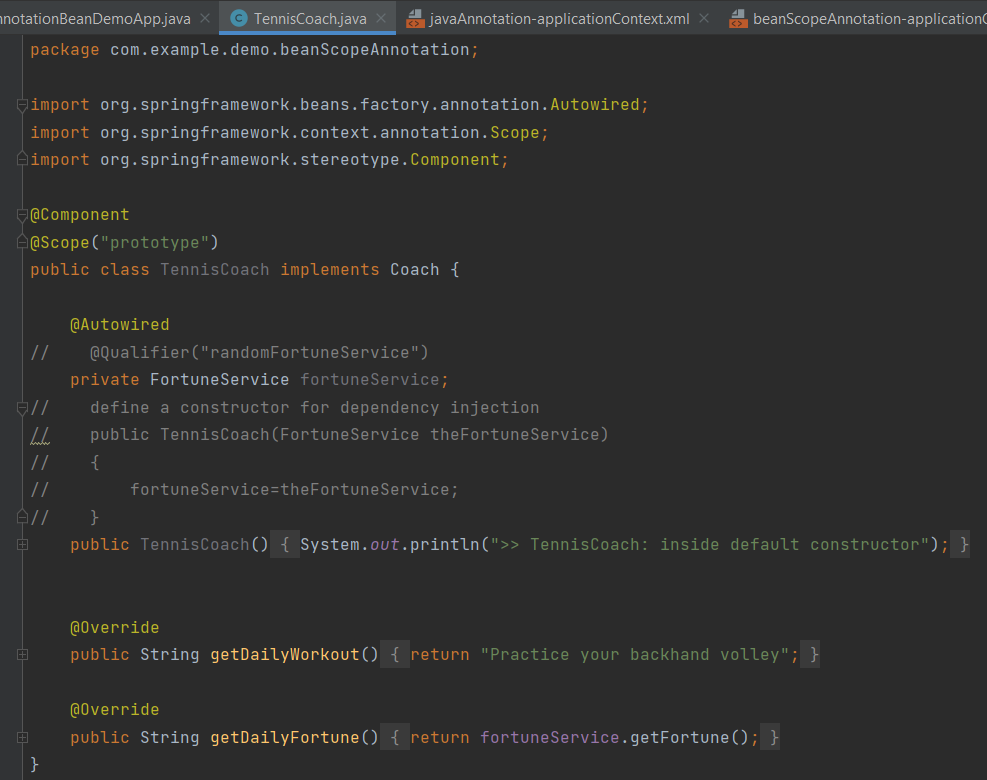 nnotationBeanDemoApp.java TennisCoach.java javaAnnotation-applicationContext.xml beanScopeAnnotation-application
package com.example.demo.beanScopeAnnotation;
import org.springframework.beans.factory.annotation.Autowired;
import org.springframework.context.annotation.Scope;
import org.springframework.stereotype.Component;
@Component
@Scope("prototype")
public class TennisCoach implements Coach {
@Autowired
//    @Qualifier("randomFortuneService")
private FortuneService fortuneService;
//    define a constructor for dependency injection
//    public TennisCoach(FortuneService theFortuneService)
//    {
//        fortuneService=theFortuneService;
//    }
public TennisCoach() { System.out.println(">> TennisCoach: inside default constructor"); }
@Override
public String getDailyWorkout() { return "Practice your backhand volley"; }
@Override
public String getDailyFortune() { return fortuneService.getFortune(); }
}